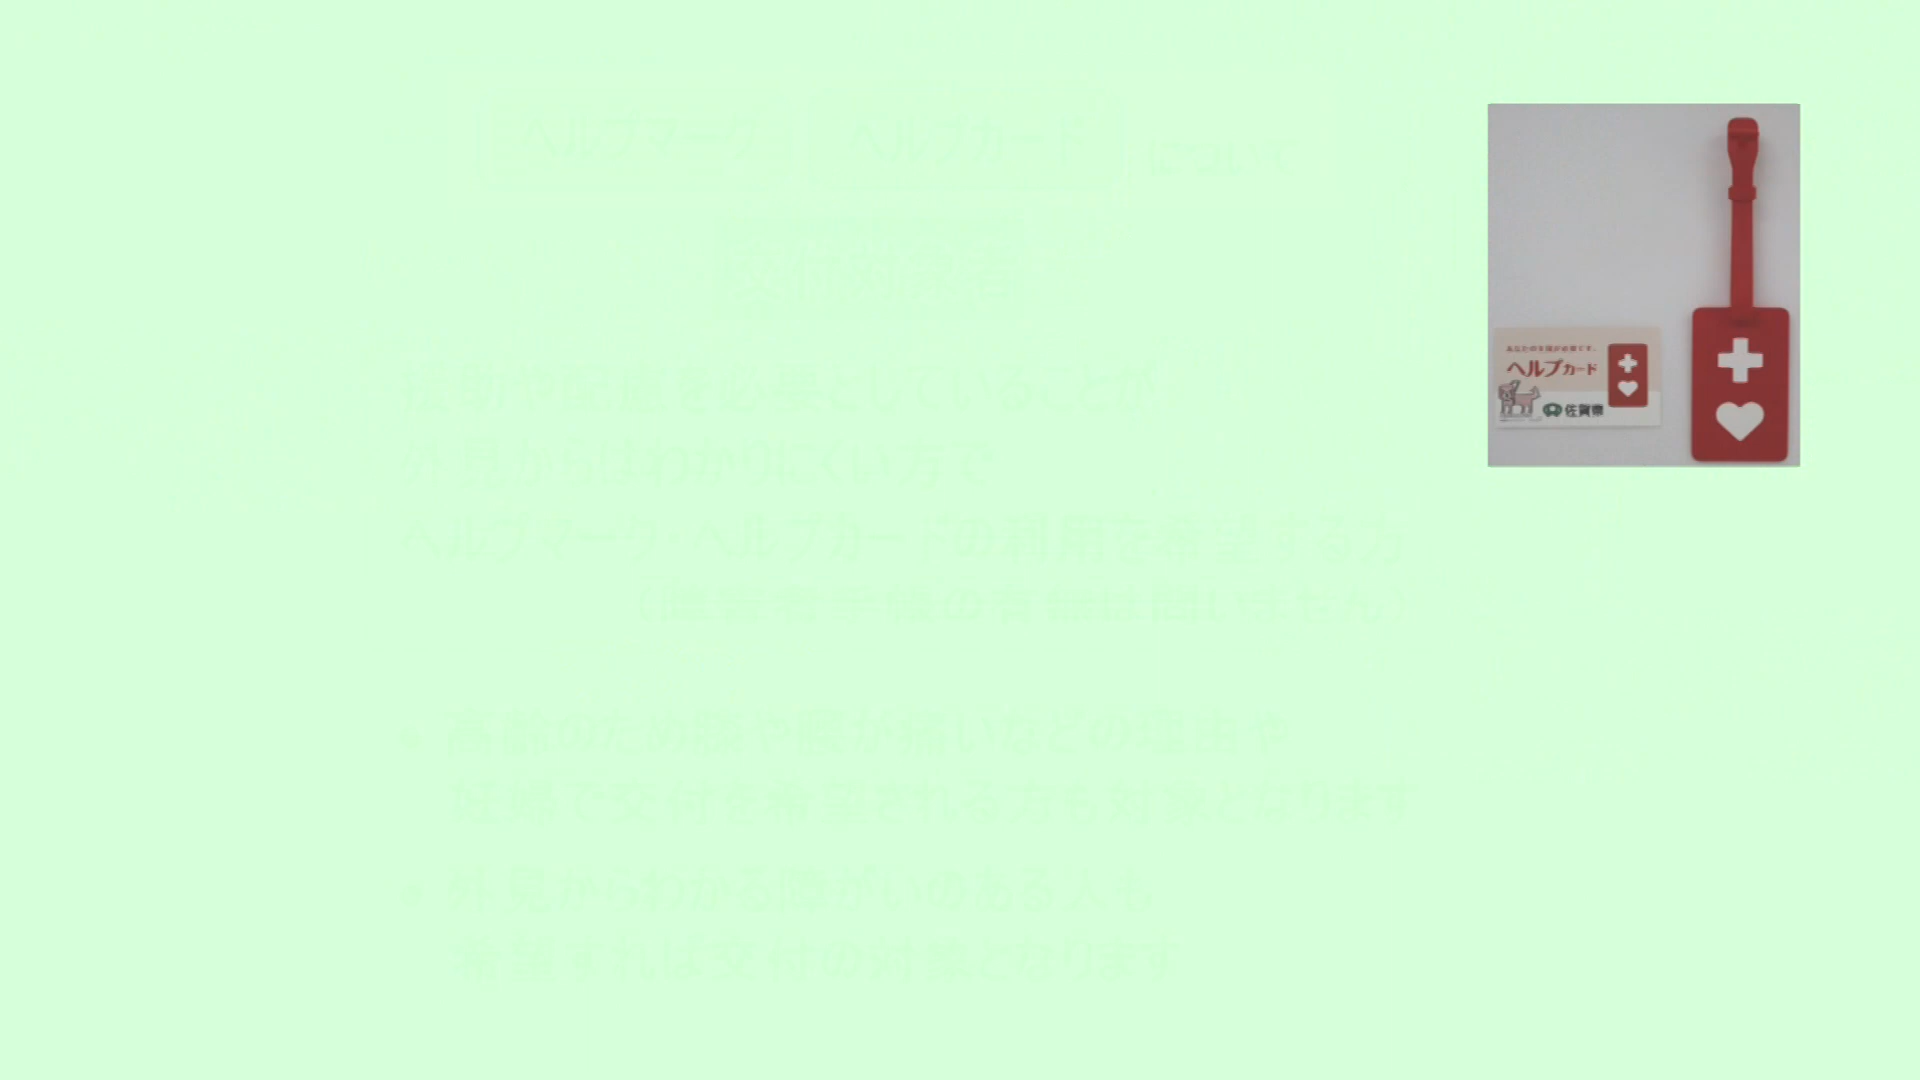 ヘルプマーク ヘルプカード について
交付対象者
援助や配慮を必要としていることが
外見からはわかりにくい方で
ヘルプマーク・ヘルプカードの利用を希望する方
(障害者手帳の有無は問いません)
● 高齢のため腰や膝が痛いなどの理由や
妊婦で交付を希望される方も対象となります
● 外見からわかる障がいのある人も
希望すれば交付の対象となります
ヘルプカード
佐賀県